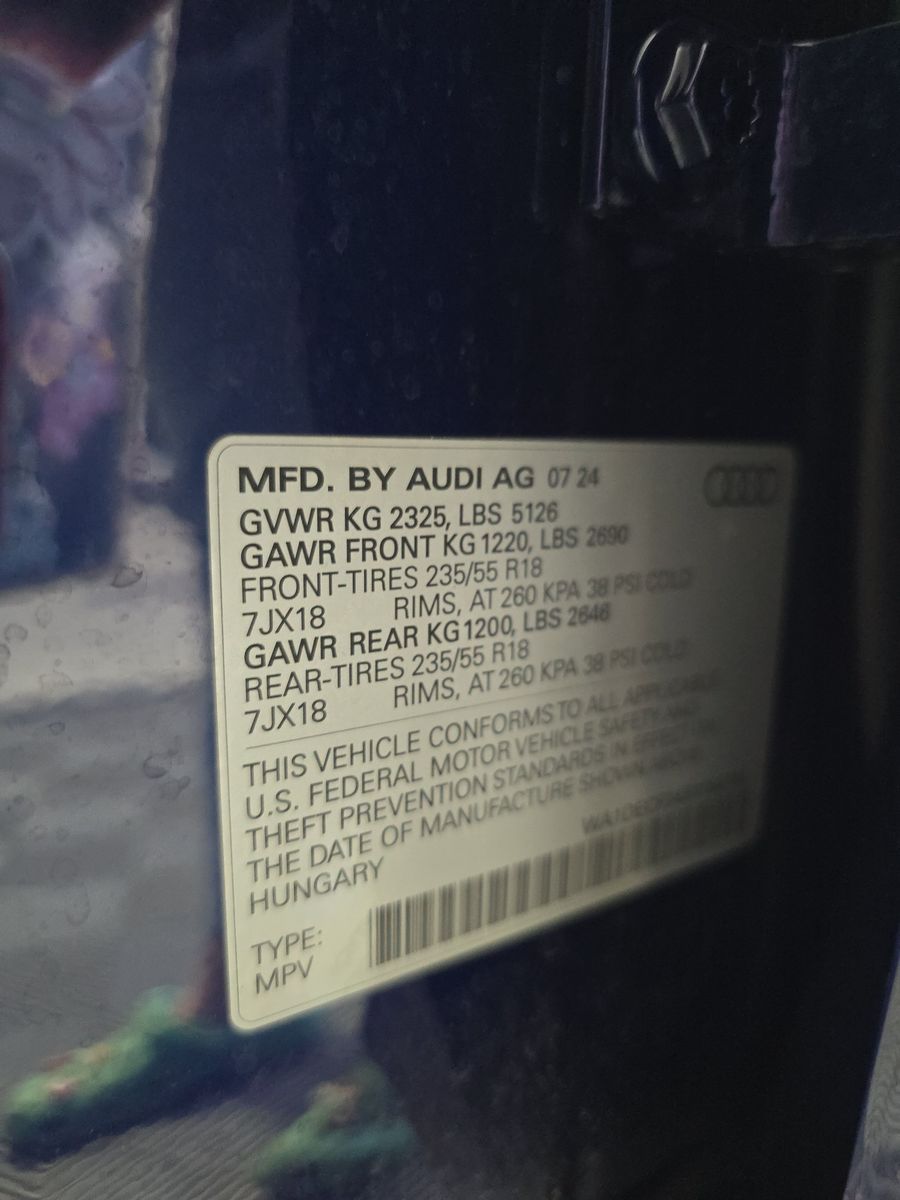 MFD. BY AUDI AG 07 24
GVWR KG 2325, LBS 5126
GAWR FRONT KG 1220, LBS 2690
FRONT-TIRES 235/55 R18
7JX18 RIMS, AT 260 KPA 38 PSI COLD
GAWR REAR KG 1200, LBS 2646
REAR-TIRES 235/55 R18
7JX18 RIMS, AT 260 KPA 38 PSI COLD
THIS VEHICLE CONFORMS TO ALL APPLICABLE
U.S. FEDERAL MOTOR VEHICLE SAFETY AND
THEFT PREVENTION STANDARDS IN EFFECT
THE DATE OF MANUFACTURE SHOWN ABOVE
HUNGARY
TYPE:
MPV